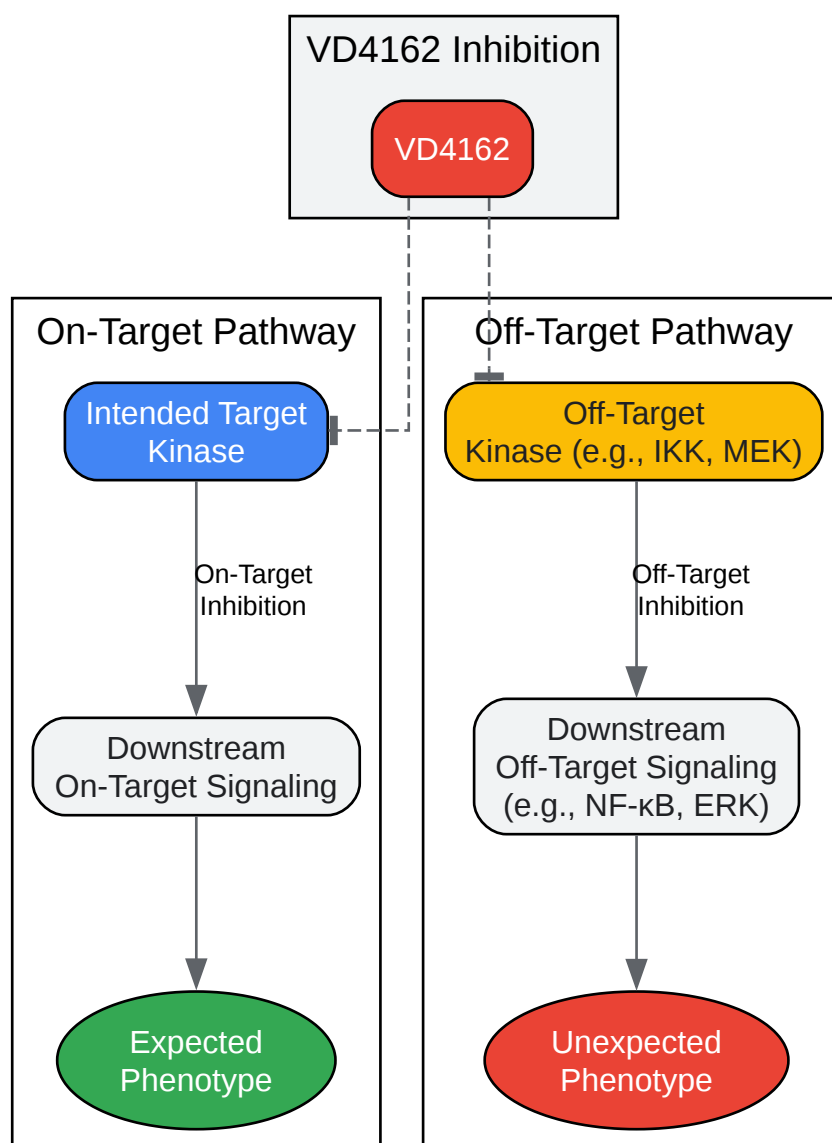 VD4162 Inhibition
VD4162
On-Target Pathway
Intended Target
Kinase
On-Target
Inhibition
Downstream
On-Target Signaling
Expected
Phenotype
Off-Target Pathway
Off-Target
Kinase (e.g., IKK, MEK)
Off-Target
Inhibition
Downstream
Off-Target Signaling
(e.g., NF-κB, ERK)
Unexpected
Phenotype